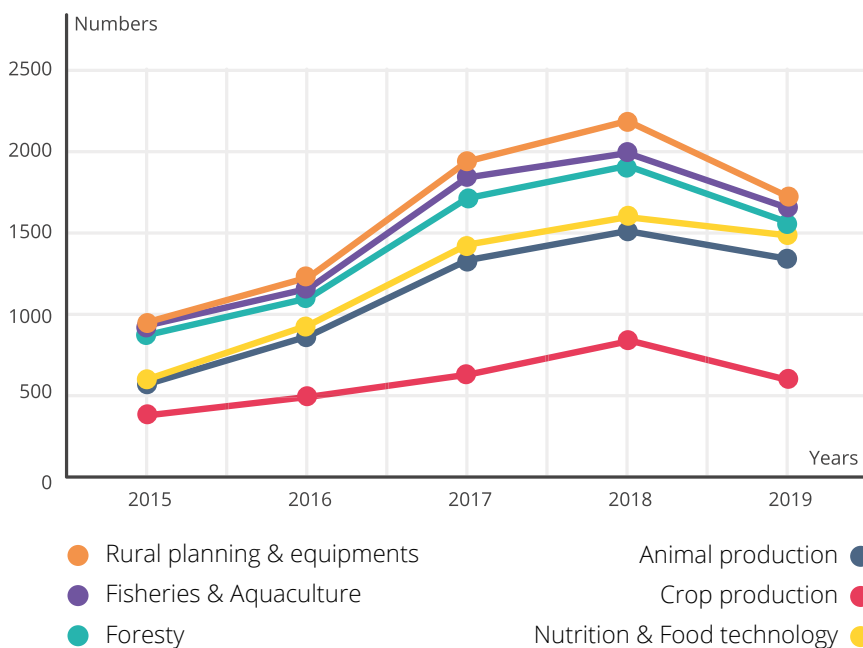 Numbers
2500
2000
1500
1000
500
0
Years
2015 2016 2017 2018 2019
Rural planning & equipments
Animal production
Fisheries & Aquaculture
Crop production
Foresty
Nutrition & Food technology